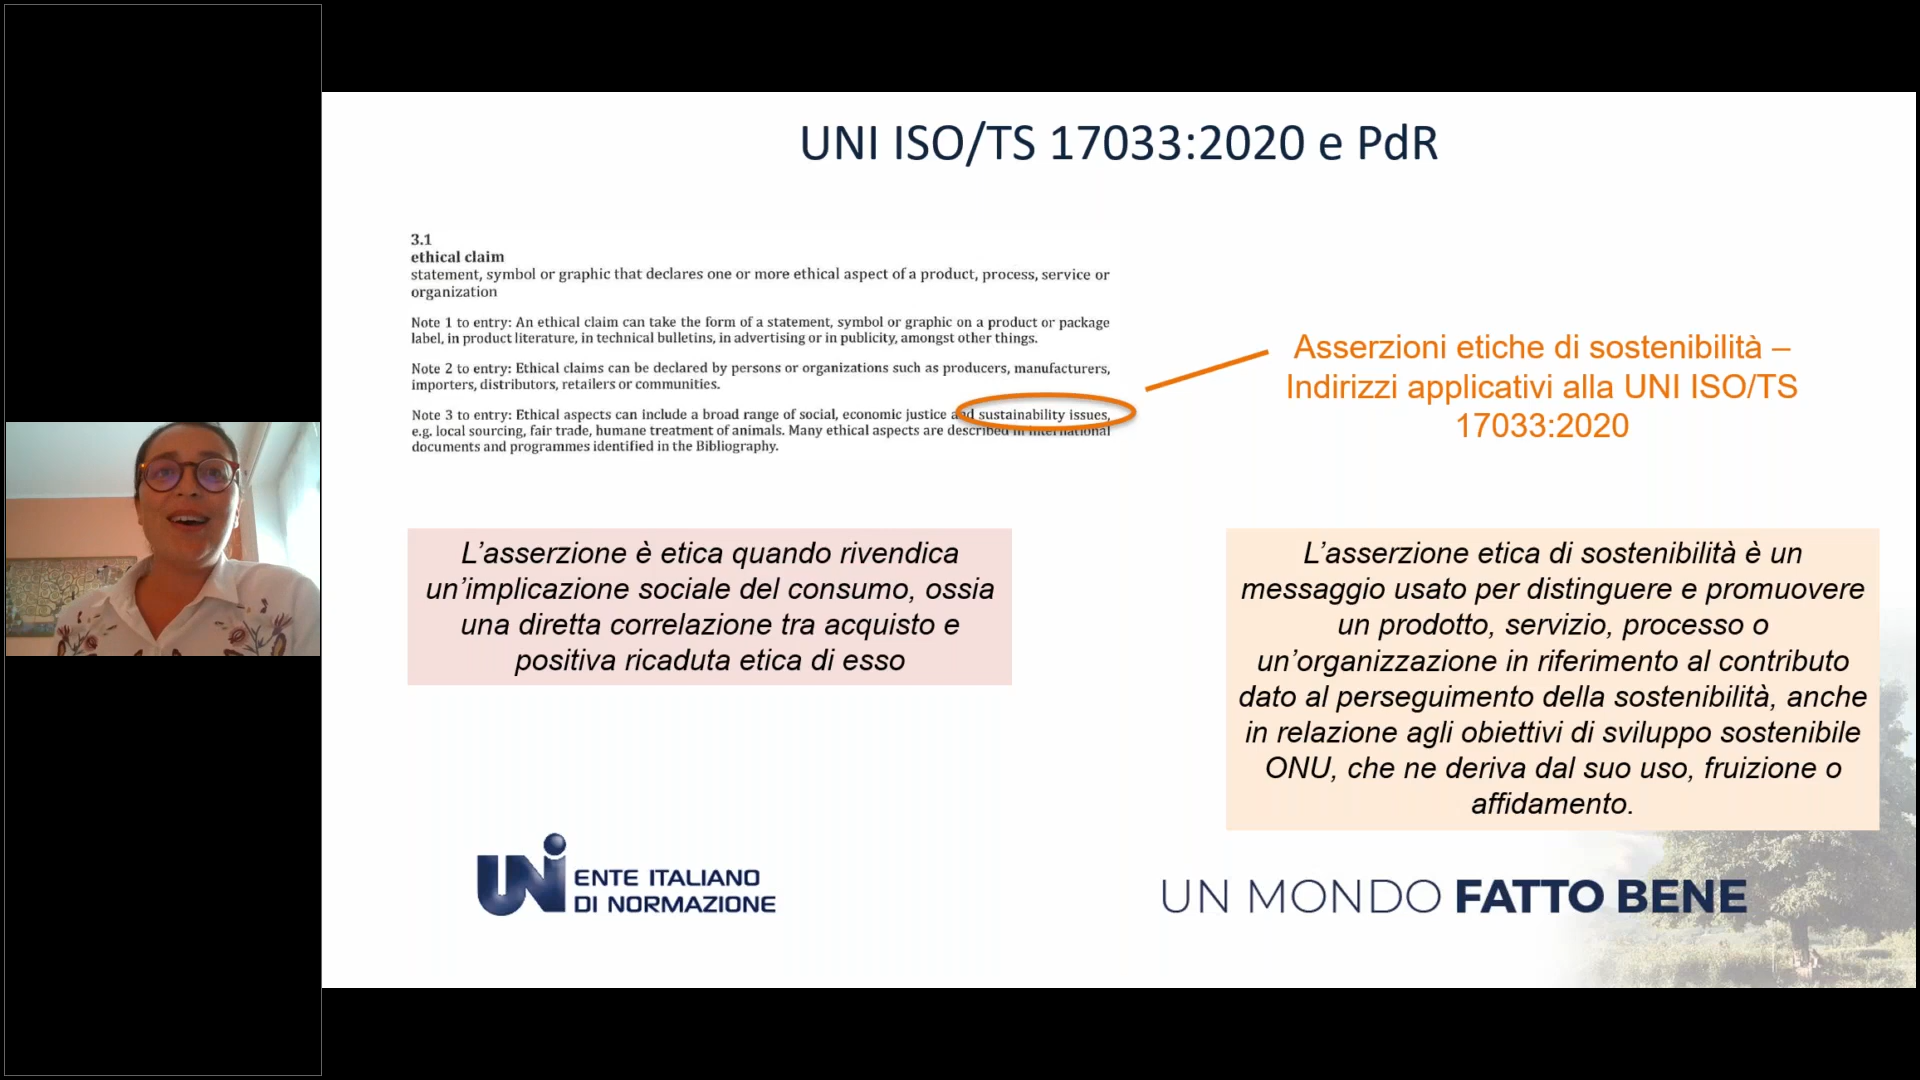 UNI ISO/TS 17033:2020 e PdR
3.1
ethical claim
statement, symbol or graphic that declares one or more ethical aspect of a product, process, service or
organization
Note 1 to entry: An ethical claim can take the form of a statement, symbol or graphic on a product or package
label, in product literature, in technical bulletins, in advertising or in publicity, amongst other things.
Note 2 to entry: Ethical claims can be declared by persons or organizations such as producers, manufacturers,
importers, distributors, retailers or communities.
Note 3 to entry: Ethical aspects can include a broad range of social, economic justice and sustainability issues,
e.g. local sourcing, fair trade, humane treatment of animals. Many ethical aspects are described in international
documents and programmes identified in the Bibliography.
Asserzioni etiche di sostenibilità –
Indirizzi applicativi alla UNI ISO/TS
17033:2020
L’asserzione è etica quando rivendica
un’implicazione sociale del consumo, ossia
una diretta correlazione tra acquisto e
positiva ricaduta etica di esso
L’asserzione etica di sostenibilità è un
messaggio usato per distinguere e promuovere
un prodotto, servizio, processo o
un’organizzazione in riferimento al contributo
dato al perseguimento della sostenibilità, anche
in relazione agli obiettivi di sviluppo sostenibile
ONU, che ne deriva dal suo uso, fruizione o
affidamento.
UNI ENTE ITALIANO
DI NORMAZIONE
UN MONDO FATTO BENE